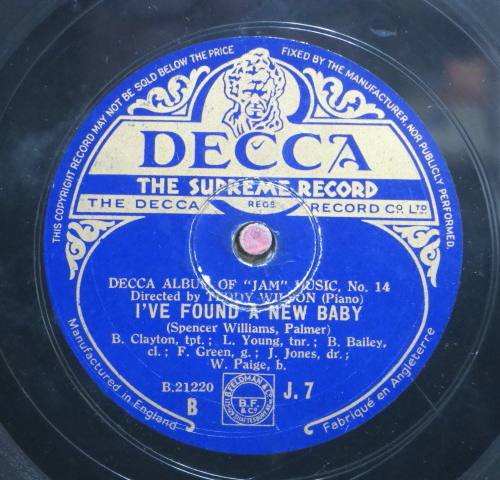 THIS COPYRIGHT RECORD MAY NOT BE SOLD BELOW THE PRICE FIXED BY THE MANUFACTURER, NOR PUBLICLY PERFORMED.
DECCA
THE SUPREME RECORD
THE DECCA REGD. RECORD CO LTD
DECCA ALBUM OF "JAM" MUSIC, No. 14
Directed by TEDDY WILSON (Piano)
I'VE FOUND A NEW BABY
(Spencer Williams, Palmer)
B. Clayton, tpt.; L. Young, tnr.; B. Bailey,
cl.; F. Green, g.; J. Jones, dr.;
W. Paige, b.
B.21220
B
B. FELDMAN & Co
B.F. & Co
J. 7
Manufactured in England
Fabriqué en Angleterre